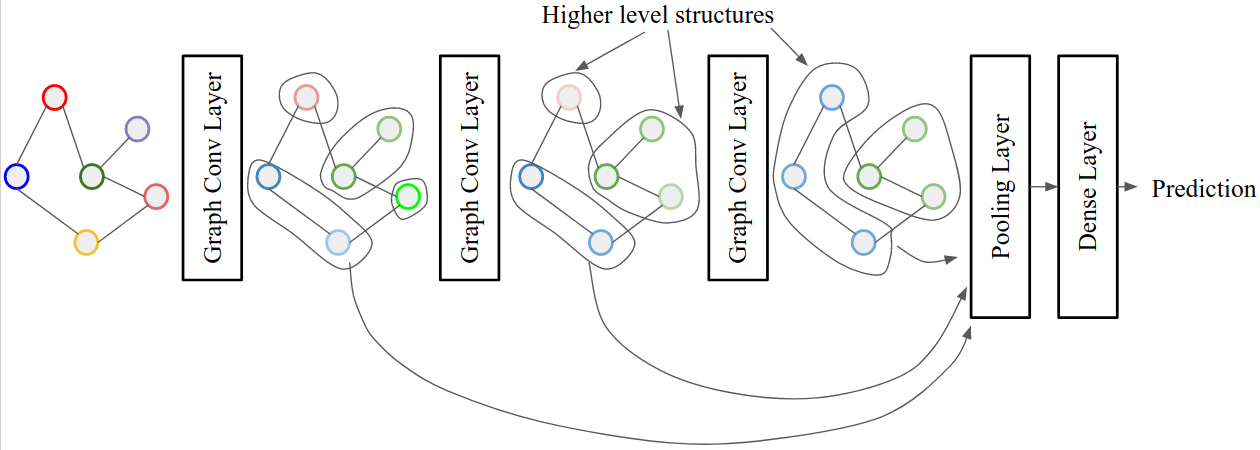 Higher level structures
Graph Conv Layer
Graph Conv Layer
Graph Conv Layer
Pooling Layer
Dense Layer
Prediction